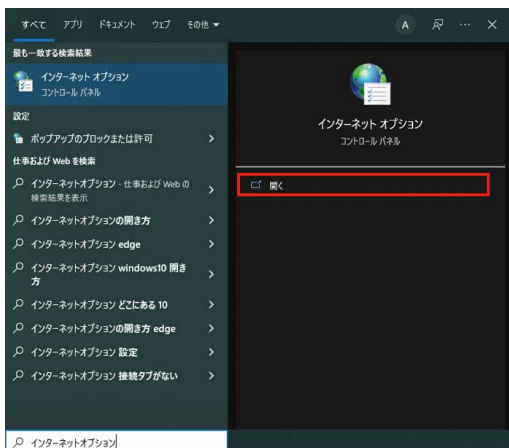 すべて アプリ ドキュメント ウェブ その他 A
最も一致する検索結果
インターネット オプション
コントロール パネル
設定
ポップアップのブロックまたは許可
仕事および Web を検索
インターネットオプション - 仕事および Web の
検索結果を表示
インターネットオプションの開き方
インターネットオプション edge
インターネットオプション windows10 開き
方
インターネットオプション どこにある 10
インターネットオプションの開き方 edge
インターネットオプション 設定
インターネットオプション 接続タブがない
インターネットオプション
インターネット オプション
コントロール パネル
開く